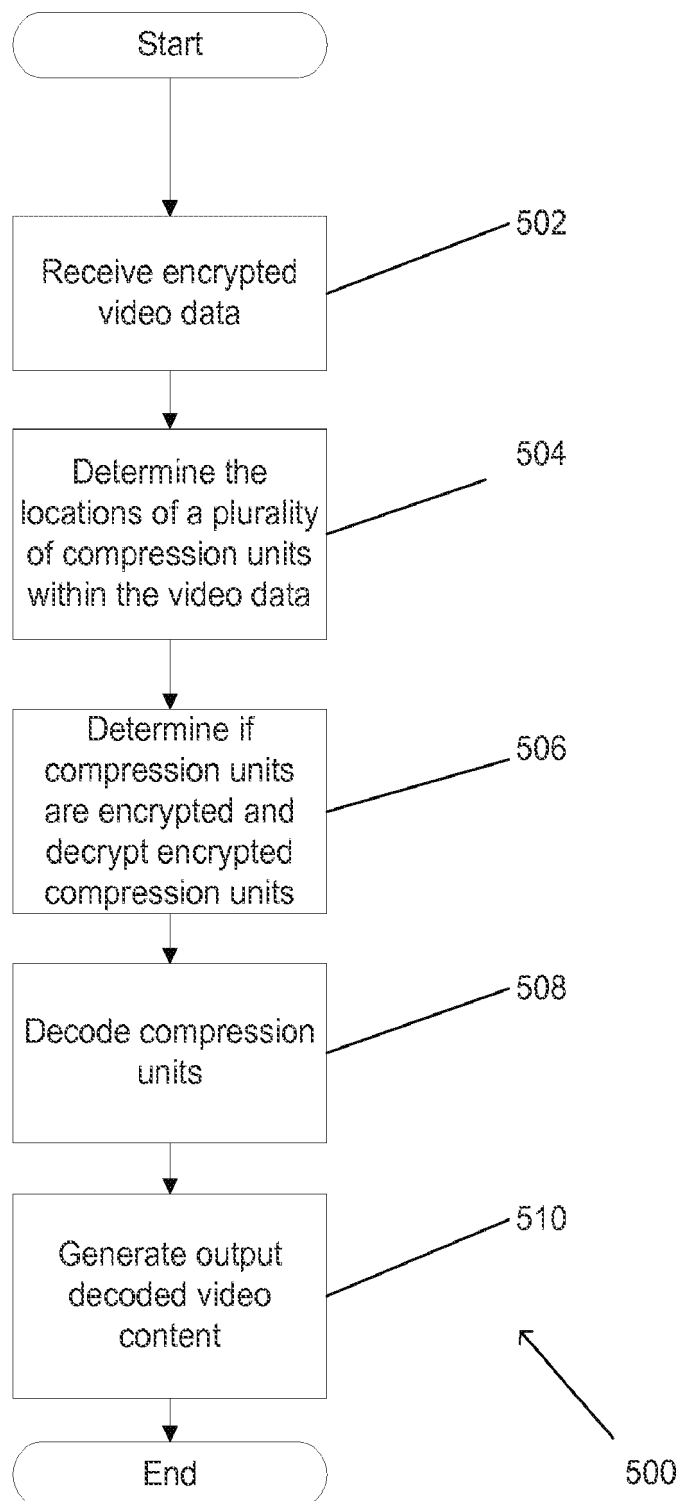 Start
502
Receive encrypted
video data
504
Determine the
locations of a plurality
of compression units
within the video data
506
Determine if
compression units
are encrypted and
decrypt encrypted
compression units
508
Decode compression
units
510
Generate output
decoded video
content
End
500